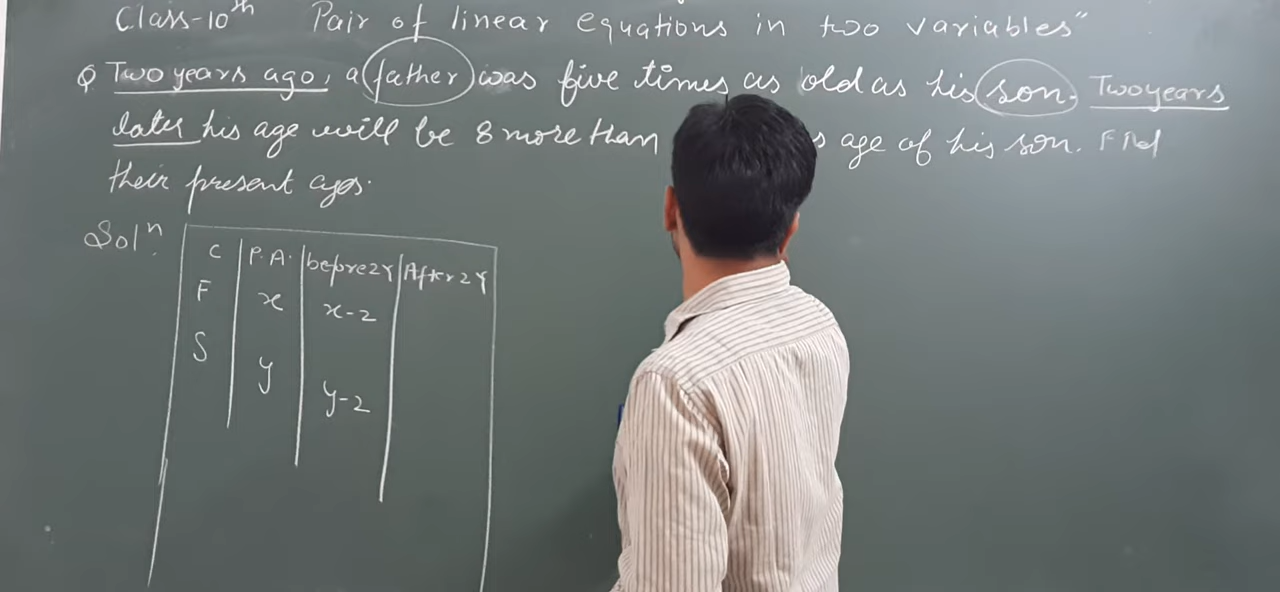 Class-10th Pair of linear equations in two variables"
Q Two years ago, a father was five times as old as his son. Two years
later his age will be 8 more than age of his son. Find
their present ages.
Soln.
C P.A. before 2Y After 2Y
F x x-2
S y y-2